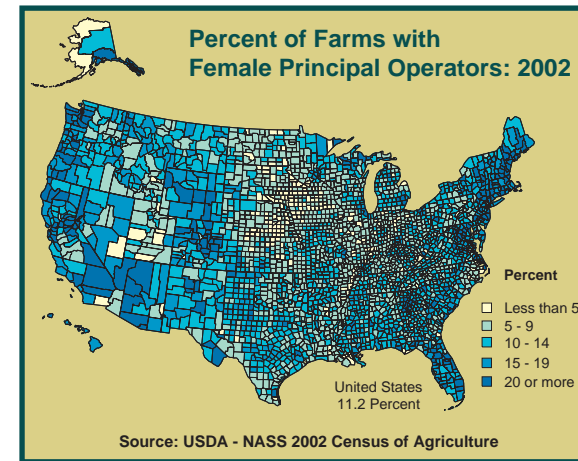 Percent of Farms with
Female Principal Operators: 2002
Percent
Less than 5
5 - 9
10 - 14
15 - 19
20 or more
United States
11.2 Percent
Source: USDA - NASS 2002 Census of Agriculture